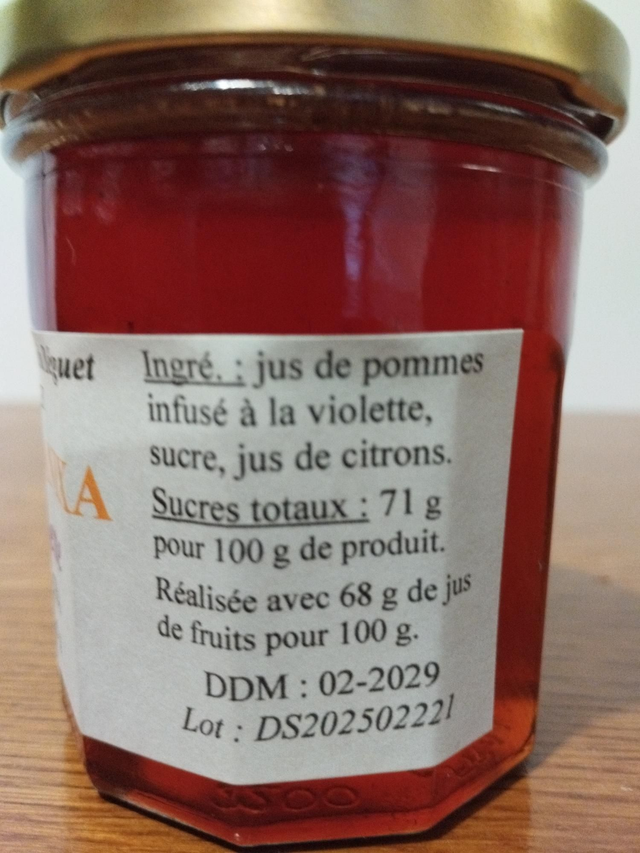 Ingré. : jus de pommes
infusé à la violette,
sucre, jus de citrons.
Sucres totaux : 71 g
pour 100 g de produit.
Réalisée avec 68 g de jus
de fruits pour 100 g.
DDM : 02-2029
Lot : DS20250222l